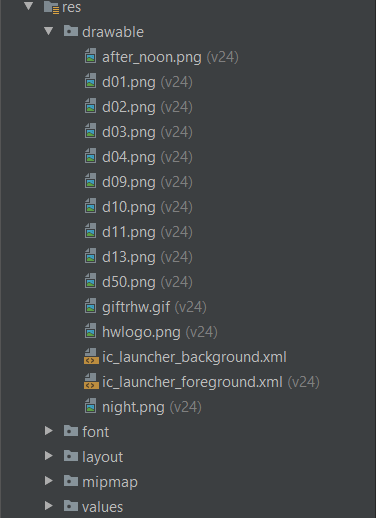 res
drawable
after_noon.png (v24)
d01.png (v24)
d02.png (v24)
d03.png (v24)
d04.png (v24)
d09.png (v24)
d10.png (v24)
d11.png (v24)
d13.png (v24)
d50.png (v24)
giftrhw.gif (v24)
hwlogo.png (v24)
ic_launcher_background.xml
ic_launcher_foreground.xml (v24)
night.png (v24)
font
layout
mipmap
values